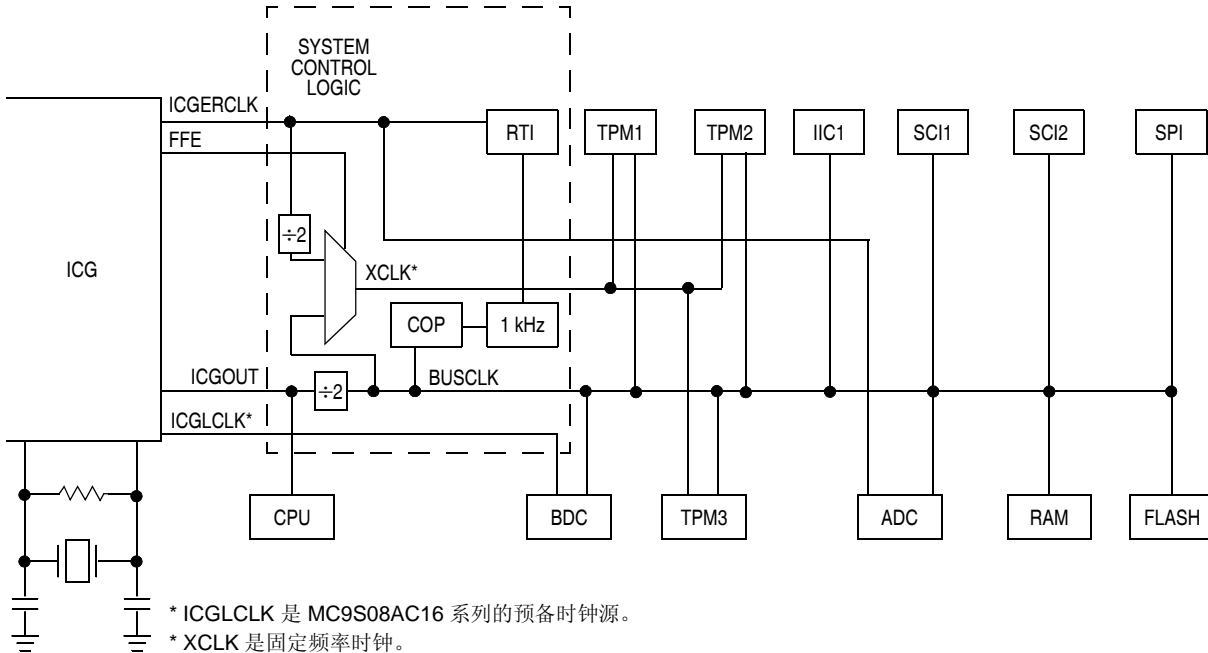 SYSTEM
CONTROL
LOGIC
ICGERCLK
FFE
RTI
TPM1
TPM2
IIC1
SCI1
SCI2
SPI
÷2
ICG
XCLK*
COP
1 kHz
ICGOUT
÷2
BUSCLK
ICGLCLK*
CPU
BDC
TPM3
ADC
RAM
FLASH
* ICGLCLK 是 MC9S08AC16 系列的预备时钟源。
* XCLK 是固定频率时钟。